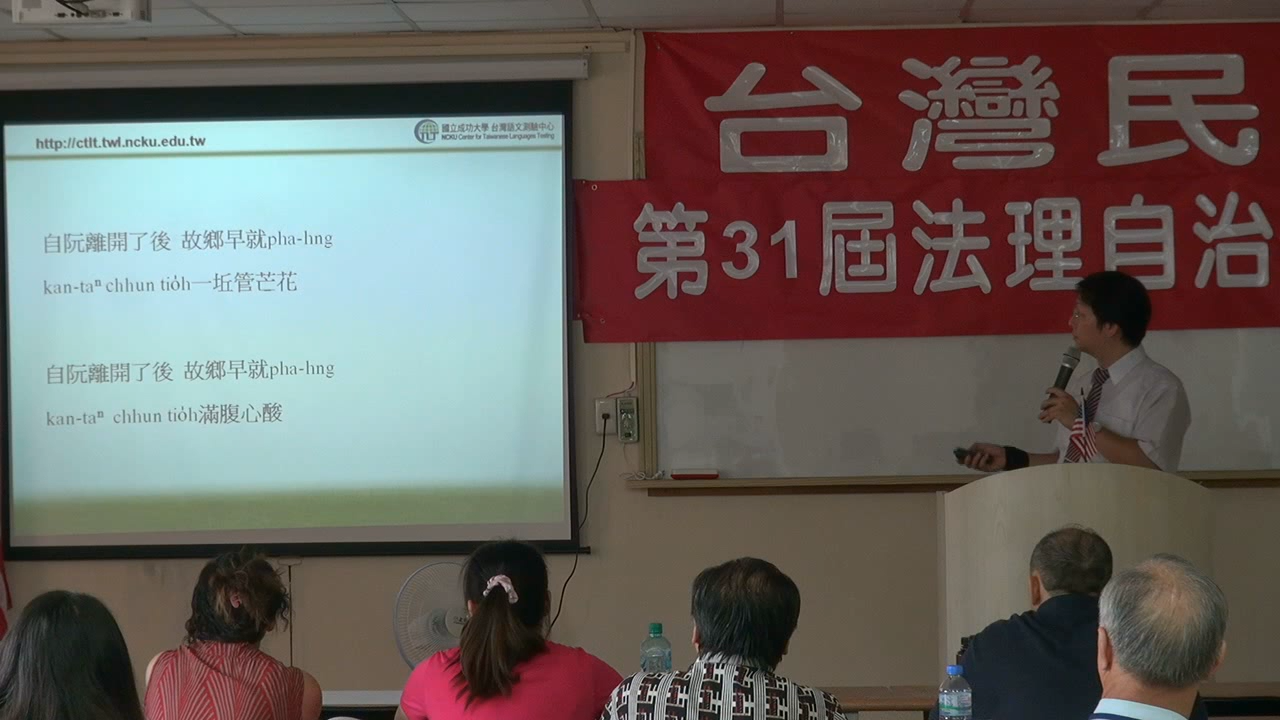 http://ctlt.twl.ncku.edu.tw
國立成功大學 台灣語文測驗中心
NCKU Center for Taiwanese Languages Testing
自阮離開了後 故鄉早就pha-hng
kan-taⁿ chhun tio̍h一坵管芒花
自阮離開了後 故鄉早就pha-hng
kan-taⁿ chhun tio̍h滿腹心酸
台灣民
第31屆法理自治